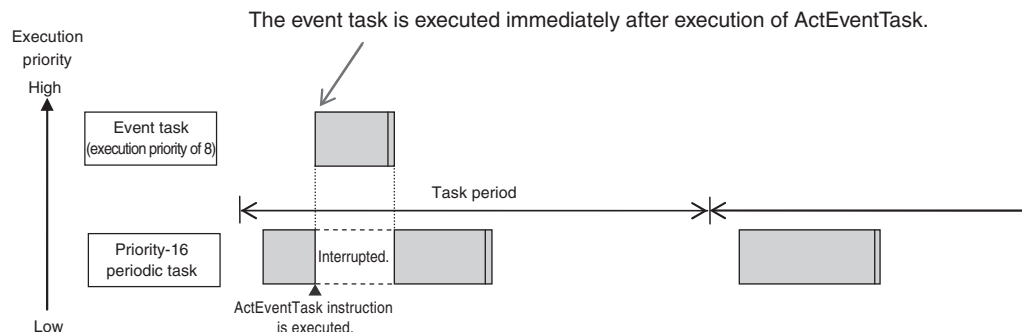 The event task is executed immediately after execution of ActEventTask.
Execution
priority
High
Event task
(execution priority of 8)
Task period
Priority-16
periodic task
Interrupted.
ActEventTask instruction
is executed.
Low